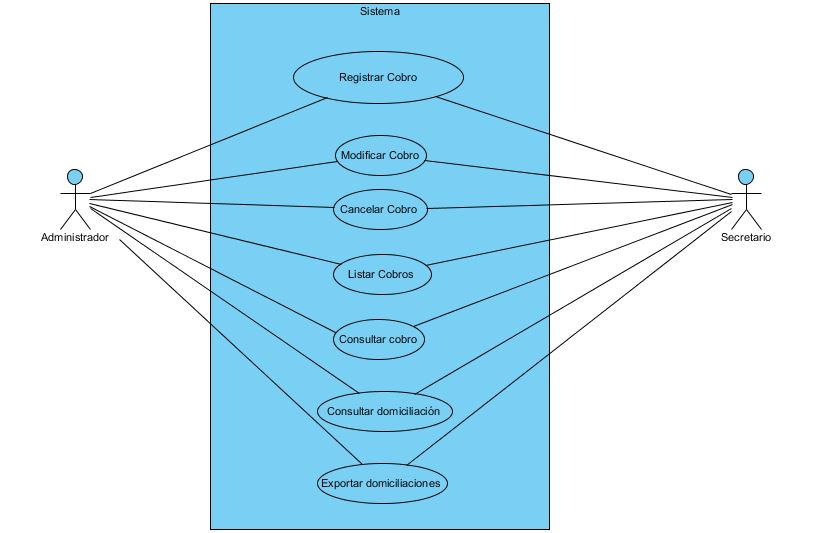 Sistema
Registrar Cobro
Modificar Cobro
Cancelar Cobro
Administrador
Secretario
Listar Cobros
Consultar cobro
Consultar domiciliación
Exportar domiciliaciones